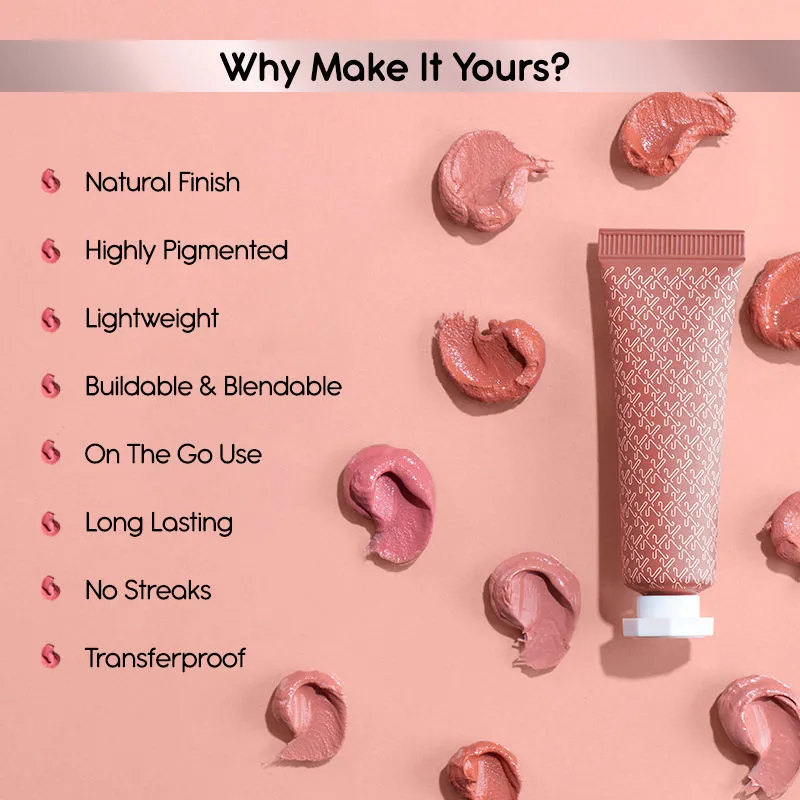 Why Make It Yours?
Natural Finish
Highly Pigmented
Lightweight
Buildable & Blendable
On The Go Use
Long Lasting
No Streaks
Transferproof